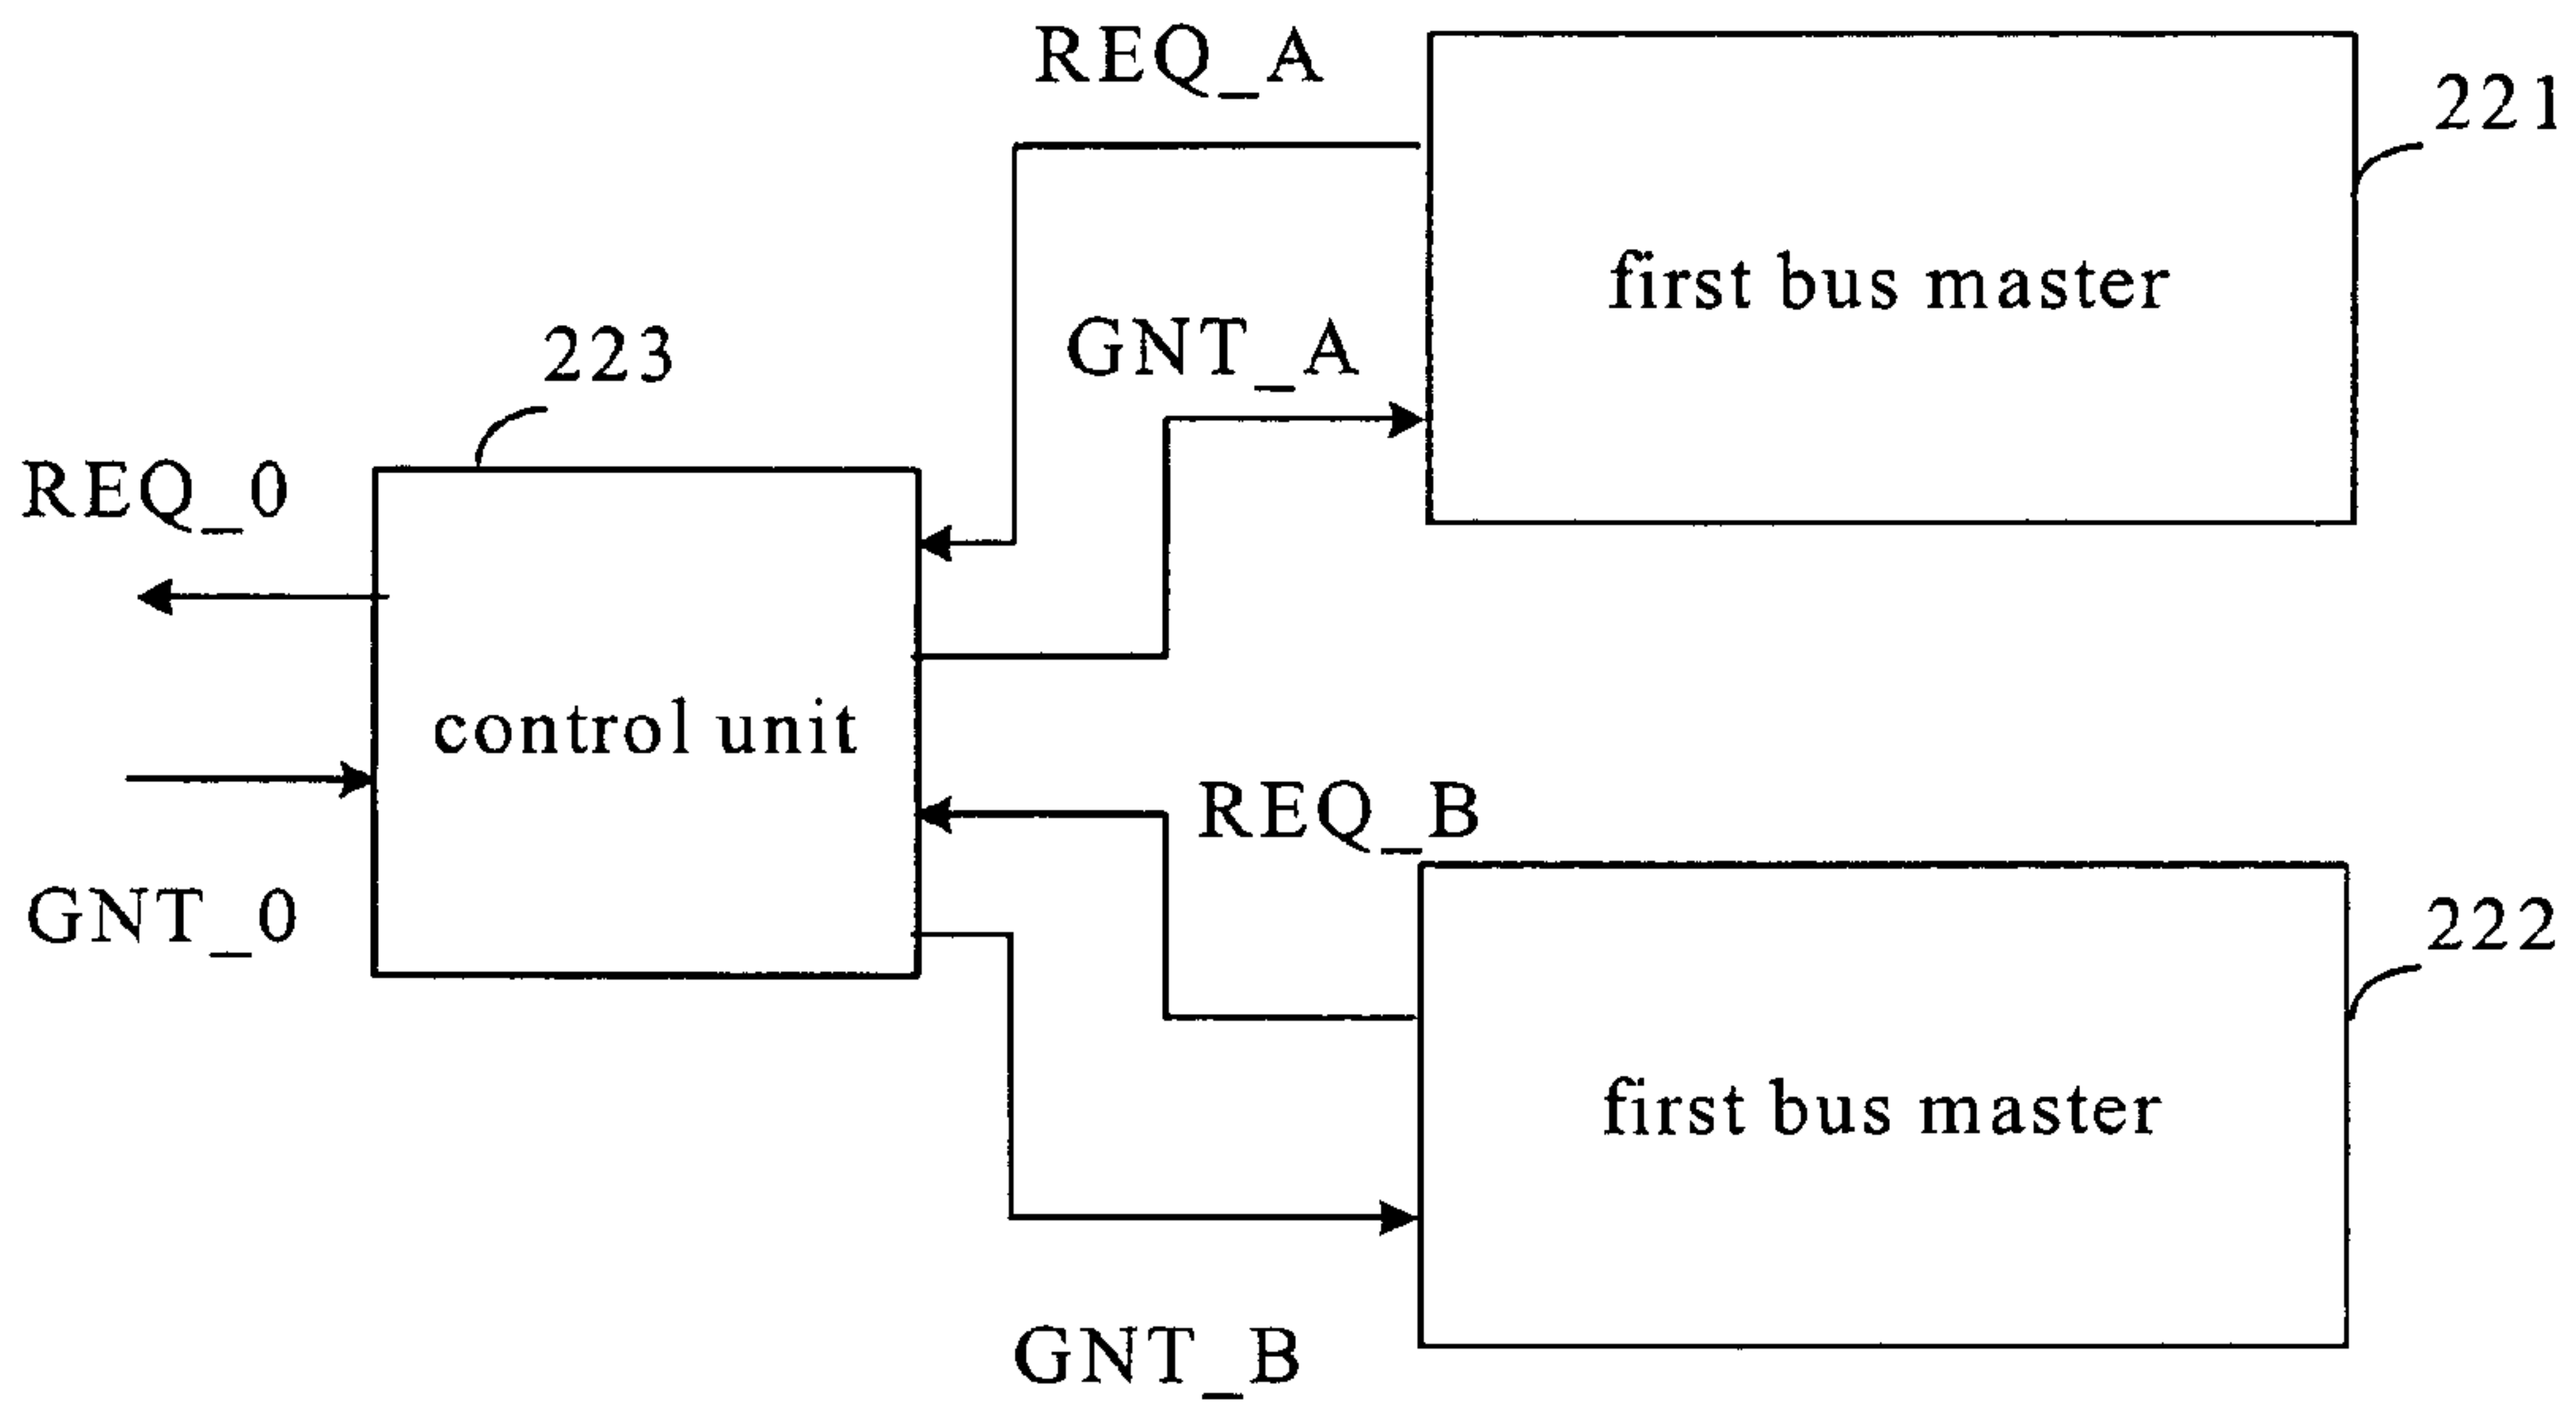 REQ_A
221
first bus master
GNT_A
223
REQ_0
control unit
REQ_B
GNT_0
222
first bus master
GNT_B